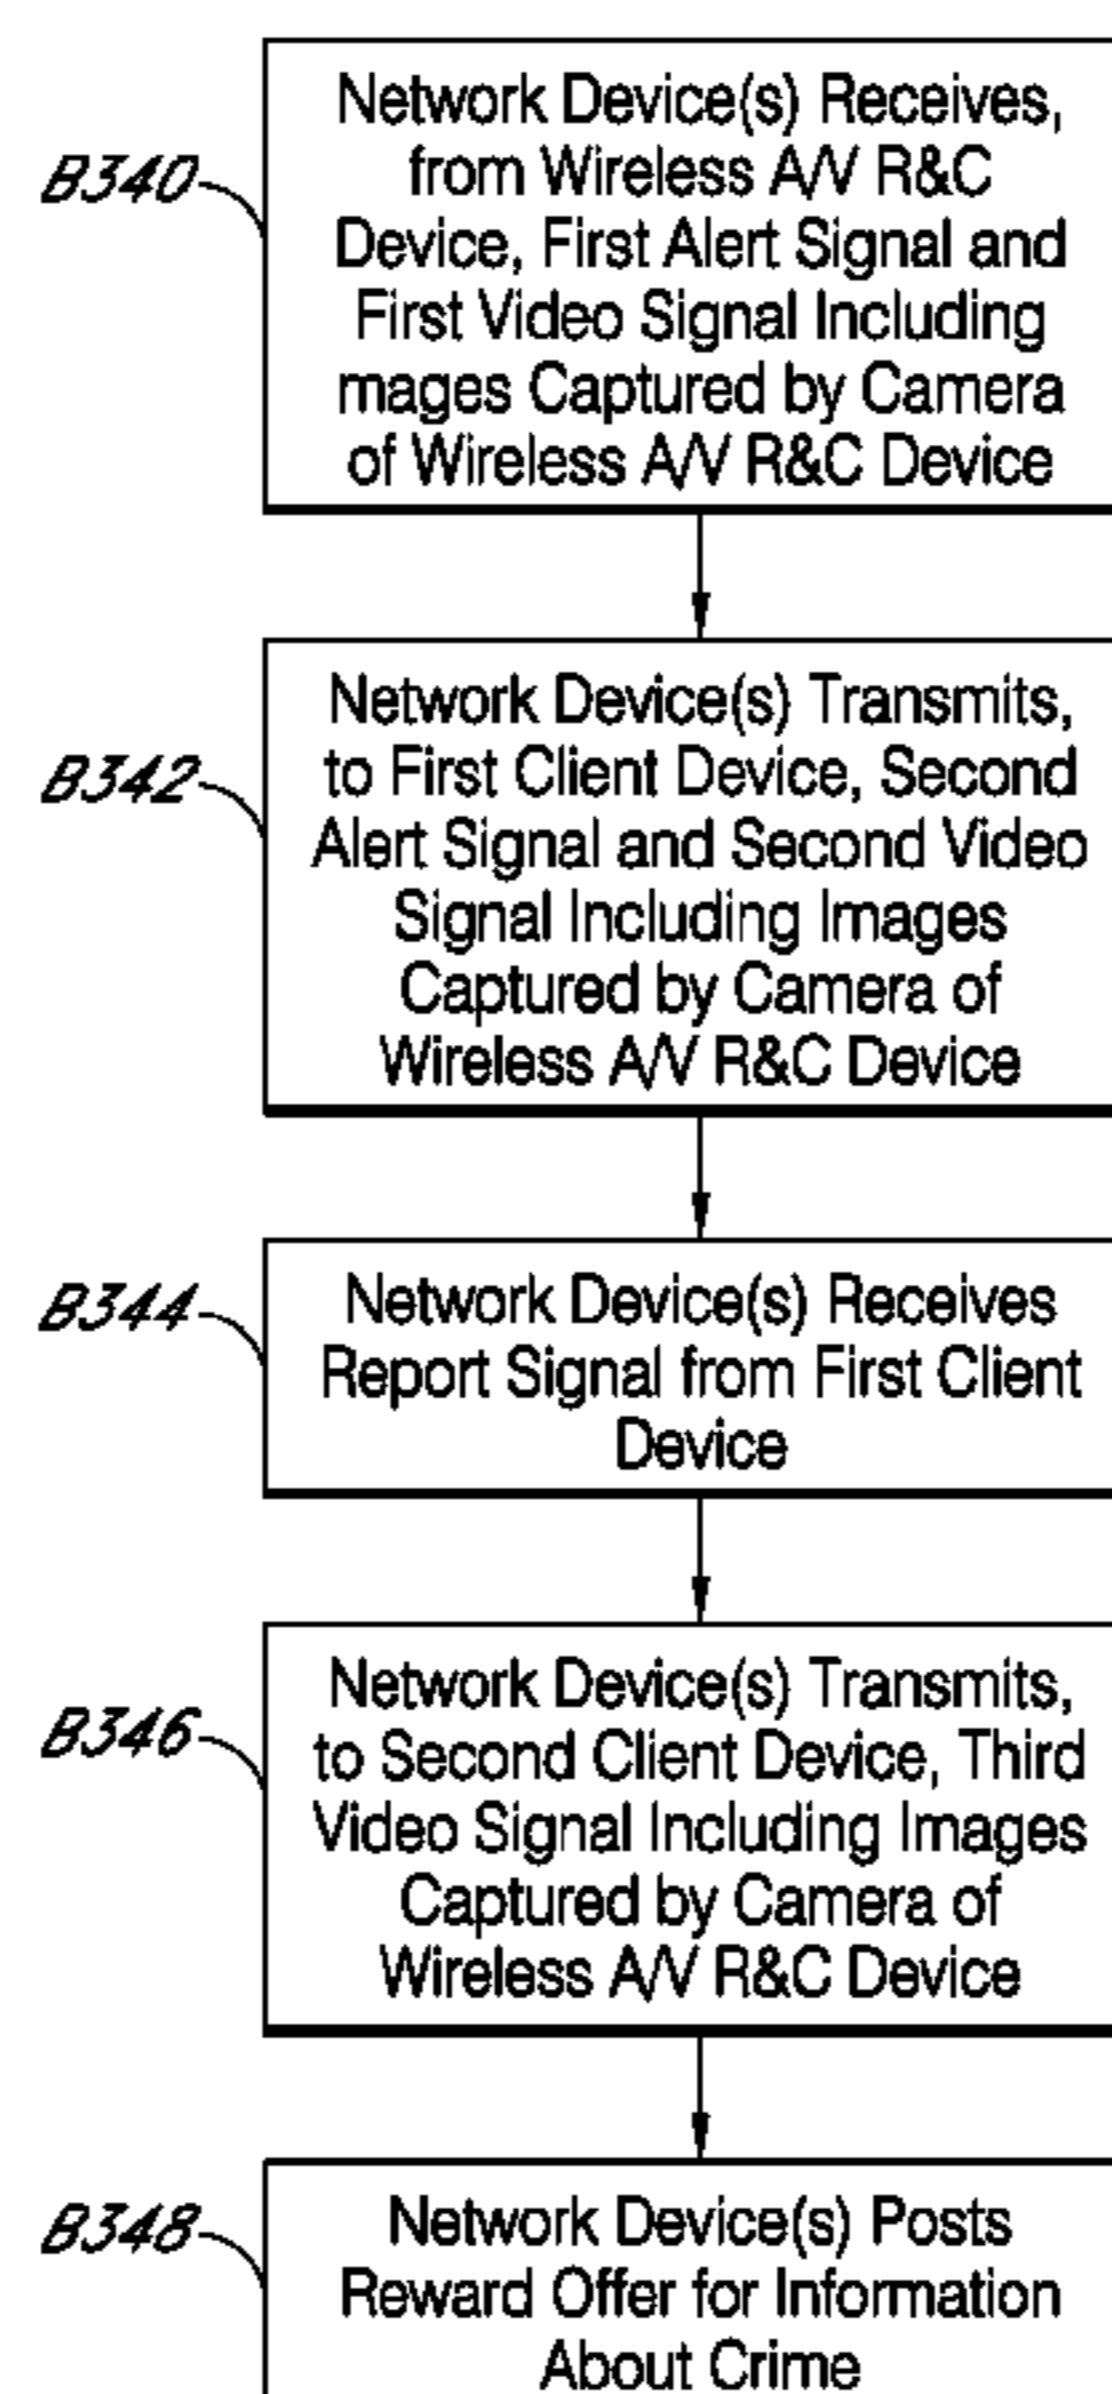 B340
Network Device(s) Receives,
from Wireless A/V R&C
Device, First Alert Signal and
First Video Signal Including
mages Captured by Camera
of Wireless A/V R&C Device
B342
Network Device(s) Transmits,
to First Client Device, Second
Alert Signal and Second Video
Signal Including Images
Captured by Camera of
Wireless A/V R&C Device
B344
Network Device(s) Receives
Report Signal from First Client
Device
B346
Network Device(s) Transmits,
to Second Client Device, Third
Video Signal Including Images
Captured by Camera of
Wireless A/V R&C Device
B348
Network Device(s) Posts
Reward Offer for Information
About Crime